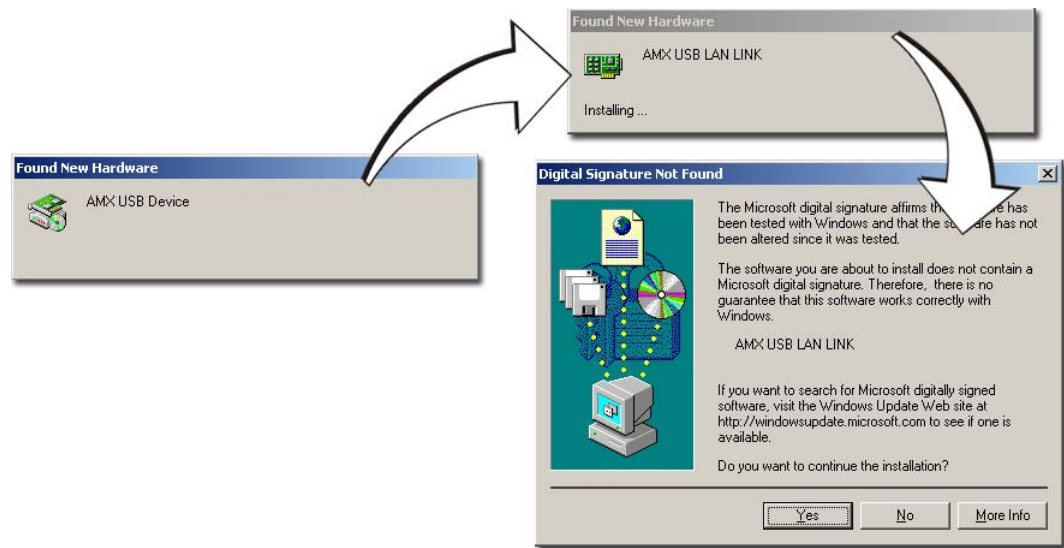 Found New Hardware
AMX USB Device
Found New Hardware
AMX USB LAN LINK
Installing ...
Digital Signature Not Found
The Microsoft digital signature affirms has
been tested with Windows and that the software has not
been altered since it was tested.
The software you are about to install does not contain a
Microsoft digital signature. Therefore, there is no
guarantee that this software works correctly with
Windows.
AMX USB LAN LINK
If you want to search for Microsoft digitally signed
software, visit the Windows Update Web site at
http://windowsupdate.microsoft.com to see if one is
available.
Do you want to continue the installation?
Yes
No
More Info